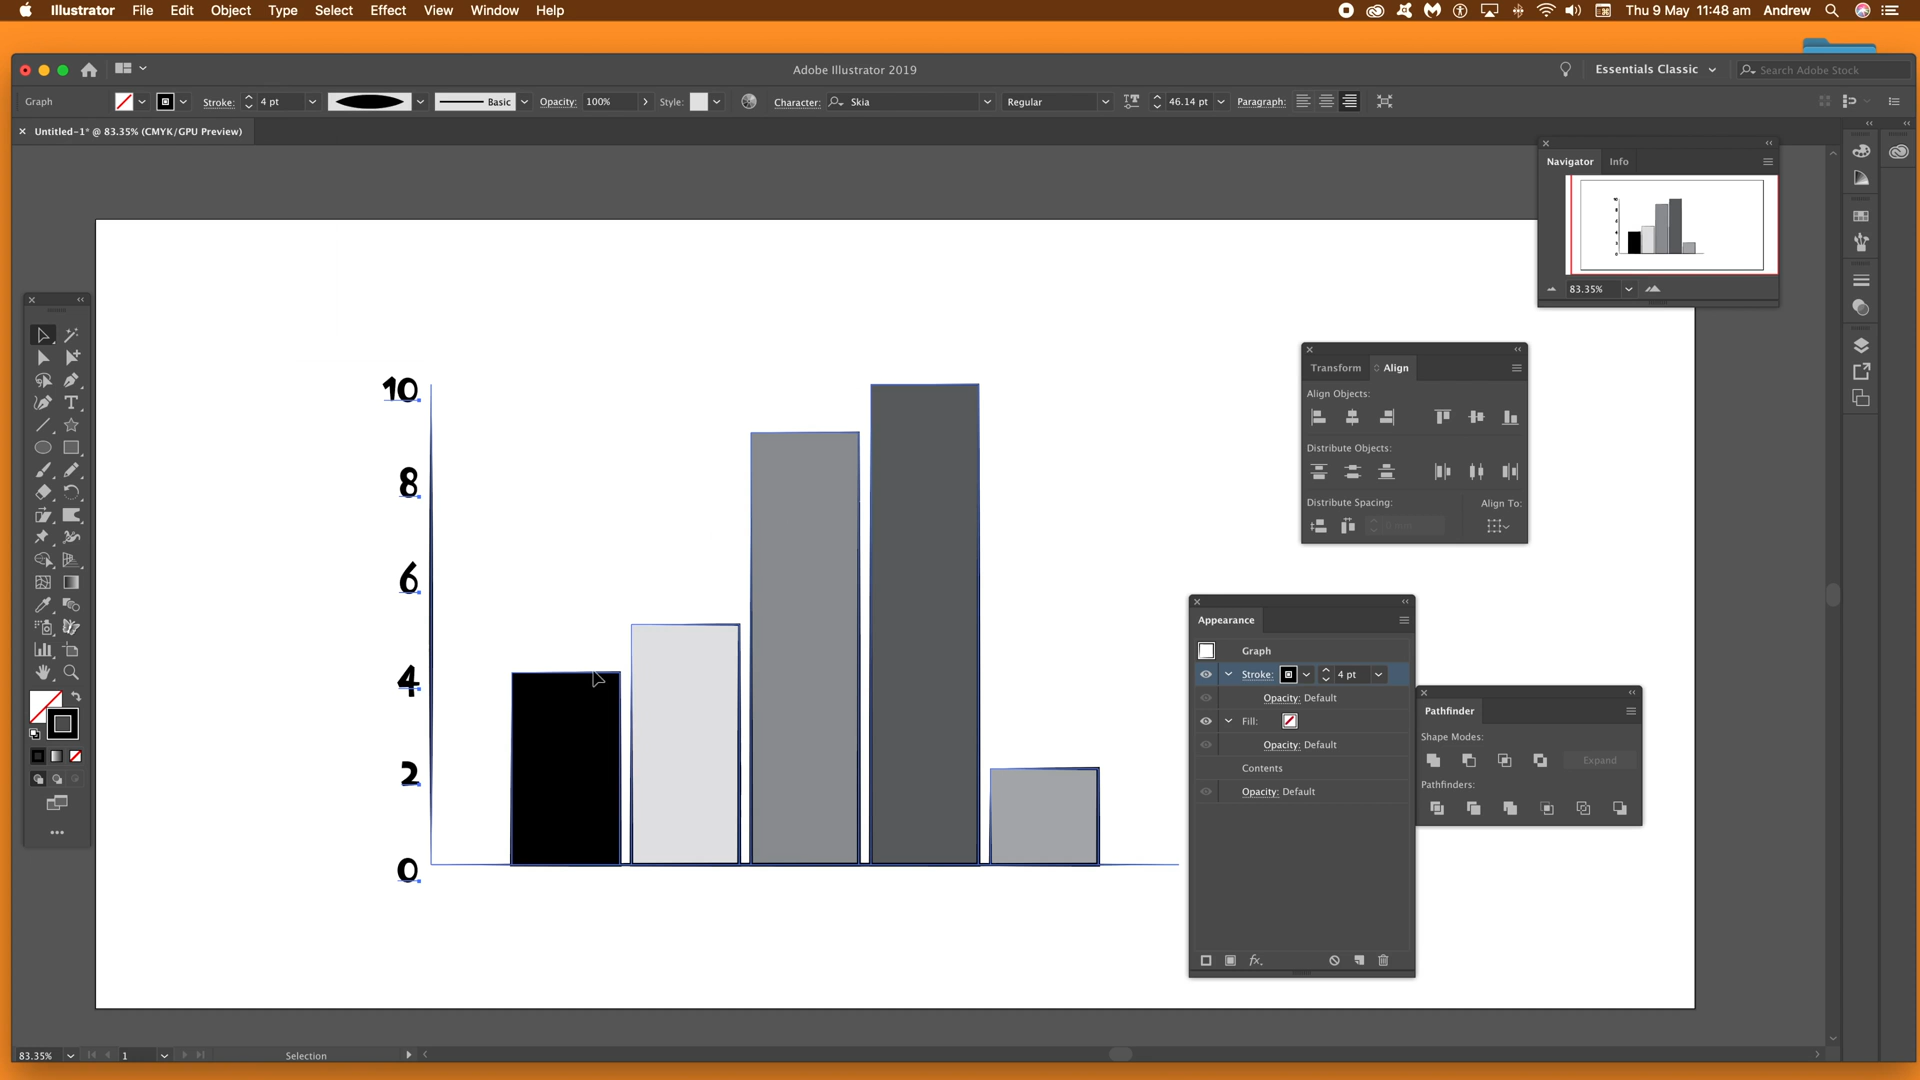 Illustrator File Edit Object Type Select Effect View Window Help Thu 9 May 11:48 am Andrew
Adobe Illustrator 2019 Essentials Classic Search Adobe Stock
Graph Stroke: 4 pt Basic Opacity: 100% Style: Character: Skia Regular 46.14 pt Paragraph:
Untitled-1* @ 83.35% (CMYK/GPU Preview)
Navigator Info
83.35%
Transform Align
Align Objects:
Distribute Objects:
Distribute Spacing: Align To:
0 mm
10
8
6
4
2
0
Appearance
Graph
Stroke: 4 pt
Opacity: Default
Fill:
Opacity: Default
Contents
Opacity: Default
fx
Pathfinder
Shape Modes:
Expand
Pathfinders:
83.35% 1 Selection